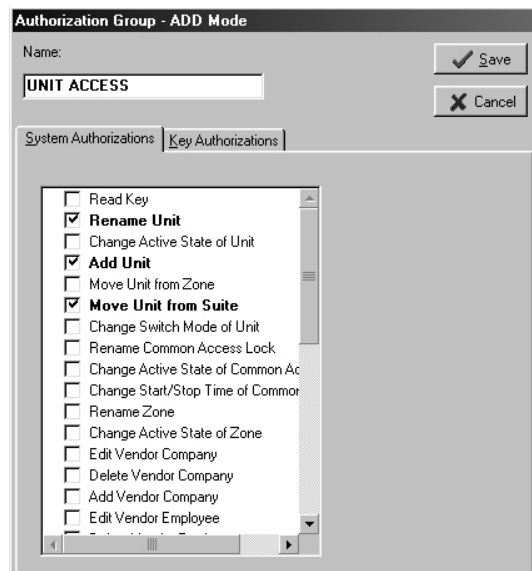 Authorization Group - ADD Mode
Name:
UNIT ACCESS
Save
Cancel
System Authorizations
Key Authorizations
Read Key
Rename Unit
Change Active State of Unit
Add Unit
Move Unit from Zone
Move Unit from Suite
Change Switch Mode of Unit
Rename Common Access Lock
Change Active State of Common Ac
Change Start/Stop Time of Common
Rename Zone
Change Active State of Zone
Edit Vendor Company
Delete Vendor Company
Add Vendor Company
Edit Vendor Employee